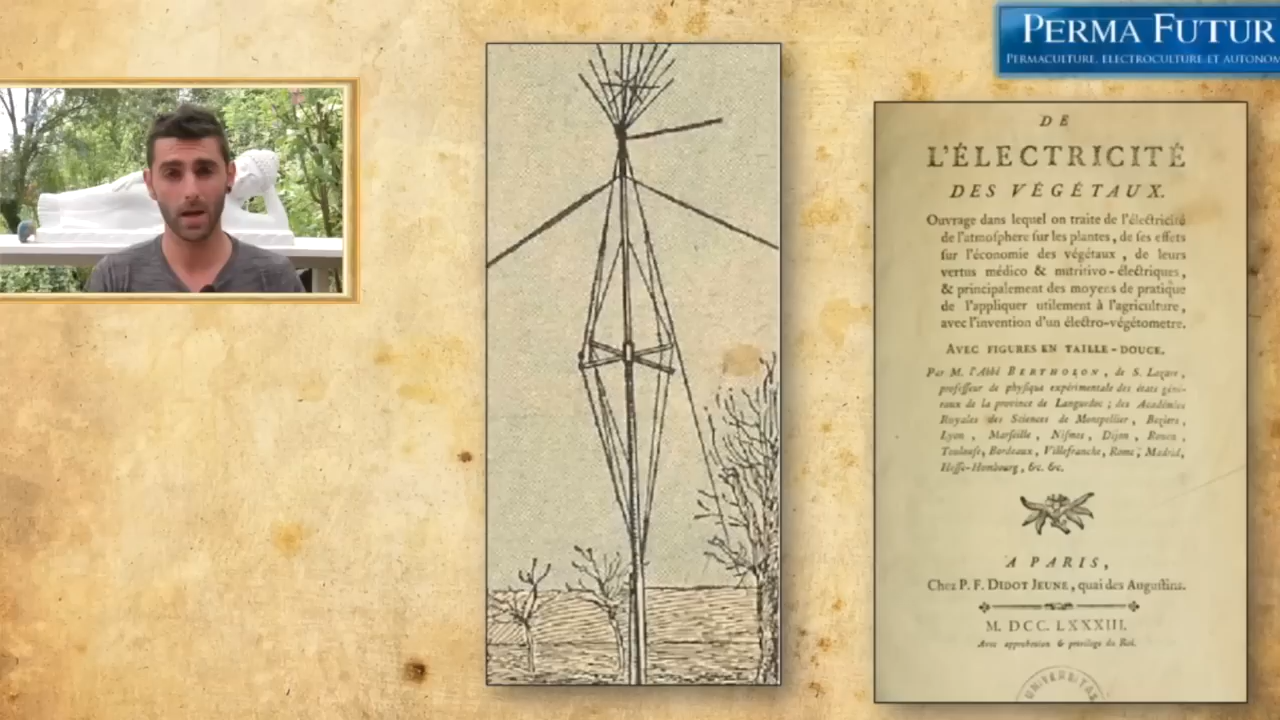 PERMA FUTUR
PERMACULTURE, ELECTROCULTURE ET AUTONOM
DE
L'ÉLECTRICITÉ
DES VÉGÉTAUX.
Ouvrage dans lequel on traite de l'électricité
de l'atmosphere sur les plantes, de ses effets
sur l'économie des végétaux, de leurs
vertus médico & nutritivo-électriques,
& principalement des moyens de pratique
de l'appliquer utilement à l'agriculture,
avec l'invention d'un électro-végétometre.
AVEC FIGURES EN TAILLE-DOUCE.
Par M. l'Abbé BERTHOLON, de S. Lazare,
professeur de physique expérimentale des états géné-
raux de la province de Languedoc ; des Académies
Royales des Sciences de Montpellier, Beziers,
Lyon, Marseille, Nismes, Dijon, Rouen,
Toulouse, Bordeaux, Villefranche, Rome, Madrid,
Hesse-Hombourg, &c. &c.
A PARIS,
Chez P. F. DIDOT JEUNE, quai des Augustins.
M. DCC. LXXXIII.
Avec approbation & privilege du Roi.
UNIVERSITAS